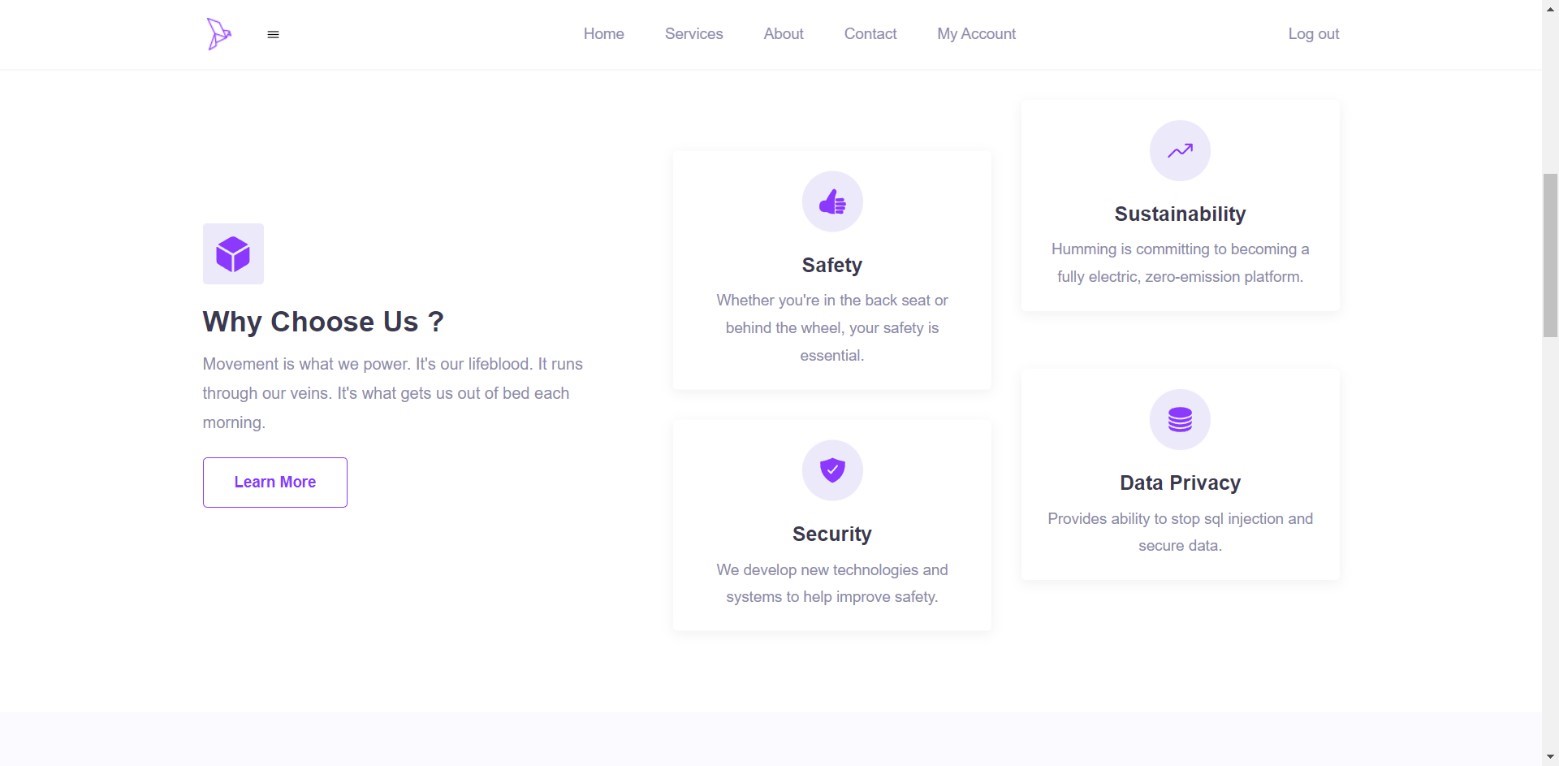 Home Services About Contact My Account Log out
Why Choose Us ?
Movement is what we power. It's our lifeblood. It runs
through our veins. It's what gets us out of bed each
morning.
Learn More
Safety
Whether you're in the back seat or
behind the wheel, your safety is
essential.
Security
We develop new technologies and
systems to help improve safety.
Sustainability
Humming is committing to becoming a
fully electric, zero-emission platform.
Data Privacy
Provides ability to stop sql injection and
secure data.